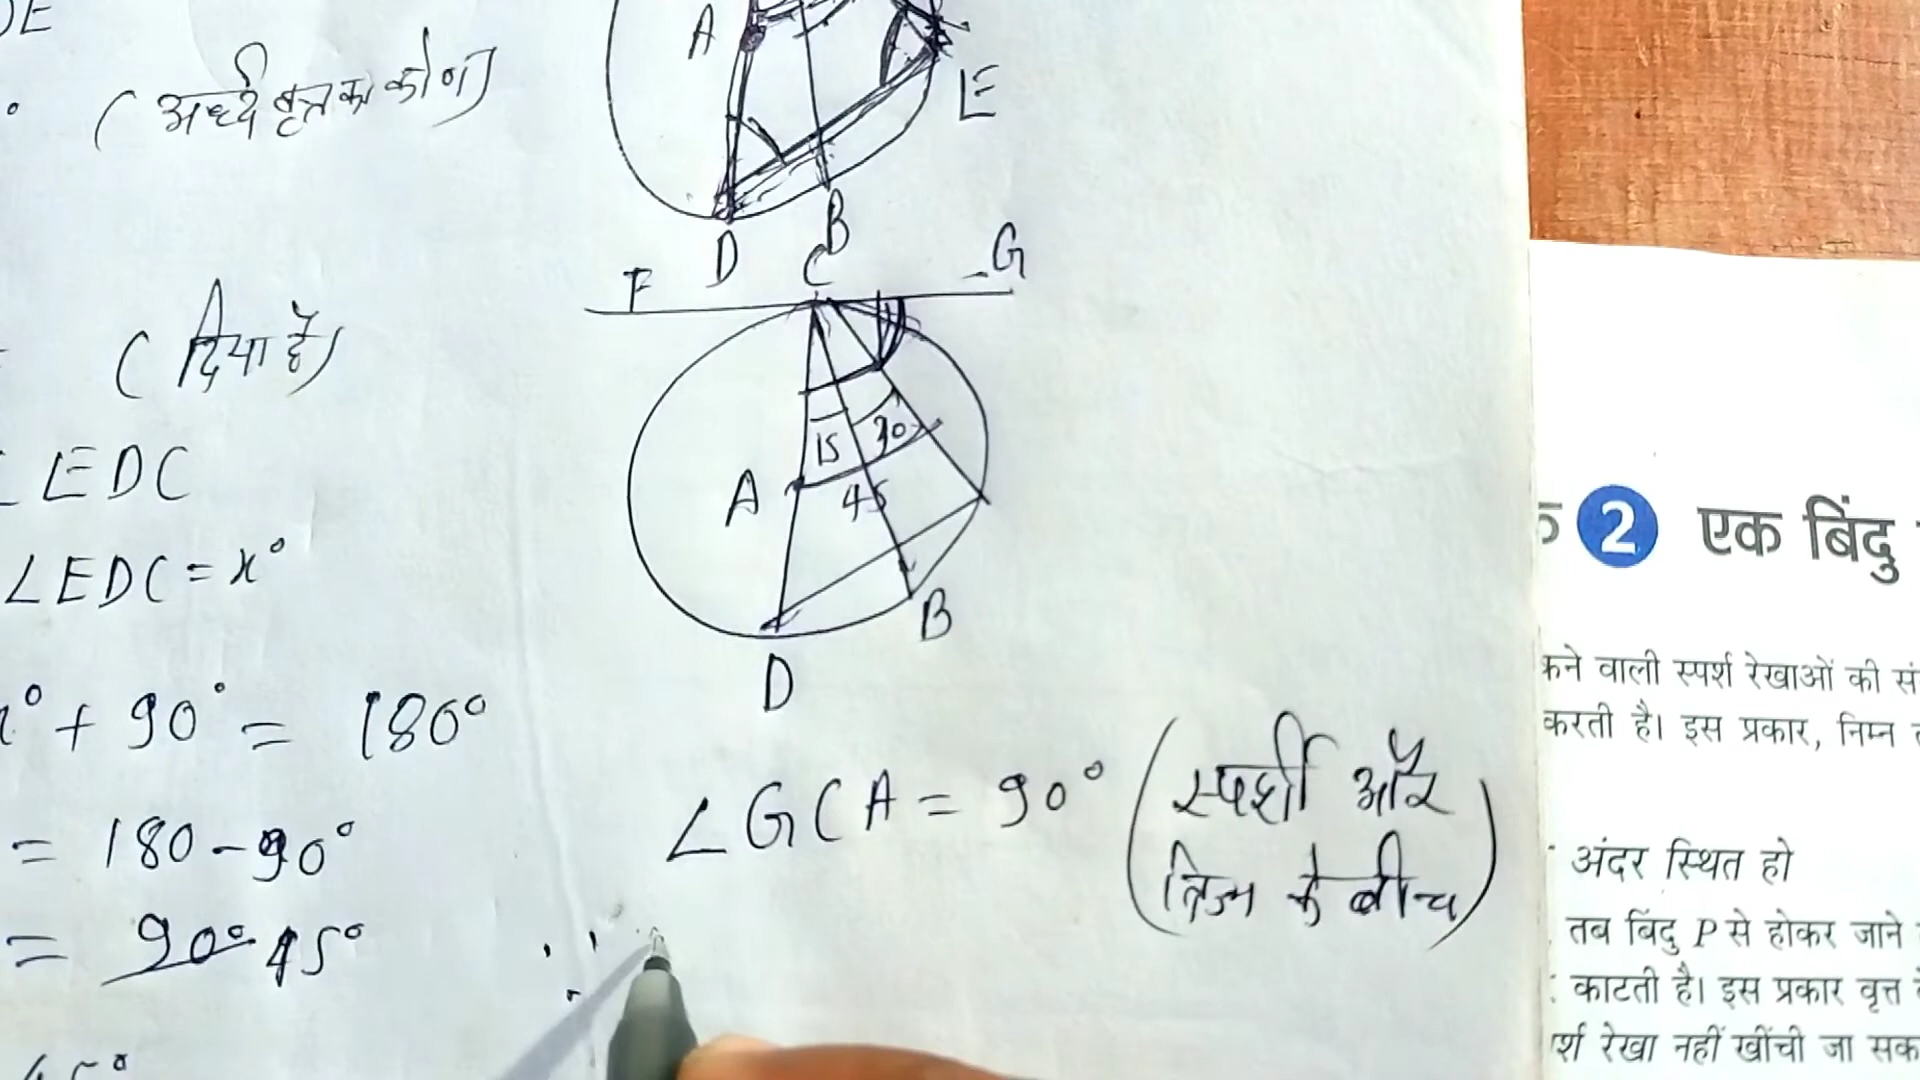 (अर्ध्द वृत्त का कोण)
(दिया है)
∠EDC
∠EDC = x°
x° + 90° = 180°
= 180 - 90°
= 90° 45°
45°
A
E
D
B
F
C
G
15
30
A
45
B
D
∠GCA = 90° (स्पर्शी और
त्रिज्या के बीच)
2 एक बिंदु
कने वाली स्पर्श रेखाओं की सं
करती है। इस प्रकार, निम्न
अंदर स्थित हो
तब बिंदु P से होकर जाने
काटती है। इस प्रकार वृत्त
र्श रेखा नहीं खींची जा सक